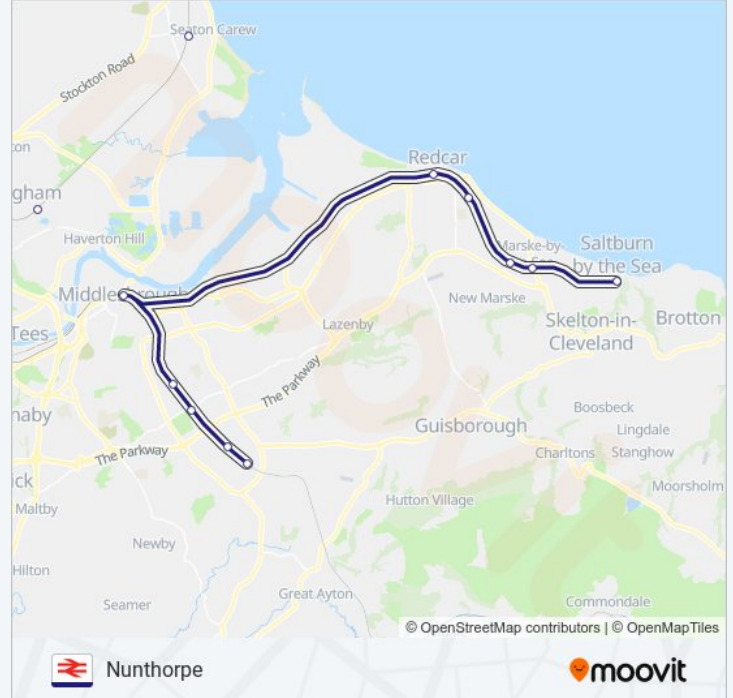 Seaton Carew
Stockton Road
ton
gham
Haverton Hill
Redcar
Marske-by-
Saltburn
by the Sea
Middlesbrough
New Marske
Tees
Lazenby
Skelton-in-
Cleveland
Brotton
The Parkway
naby
Boosbeck
Guisborough
Lingdale
The Parkway
Charltons
Stanghow
ick
Moorsholm
Maltby
Hutton Village
Newby
Hilton
Great Ayton
Seamer
Commondale
© OpenStreetMap contributors | © OpenMapTiles
Nunthorpe
moovit